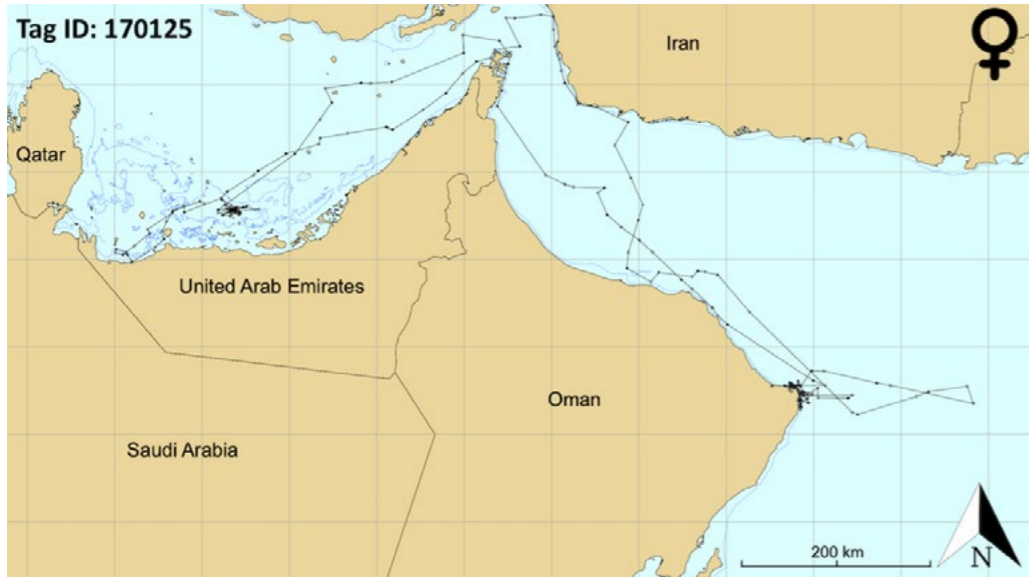 Tag ID: 170125
Iran
Qatar
United Arab Emirates
Oman
Saudi Arabia
200 km
N